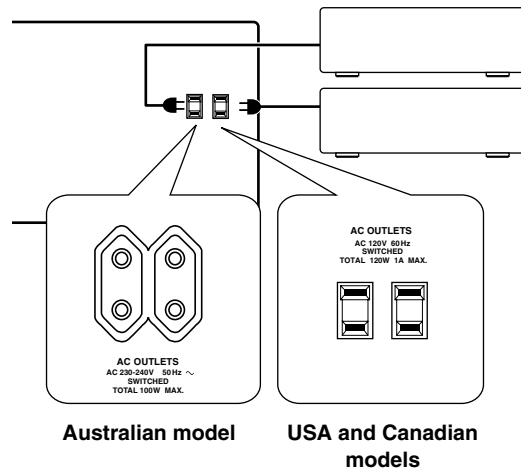 AC OUTLETS
AC 120V 60Hz
SWITCHED
TOTAL 120W 1A MAX.
AC OUTLETS
AC 230-240V 50Hz ~
SWITCHED
TOTAL 100W MAX.
Australian model
USA and Canadian
models